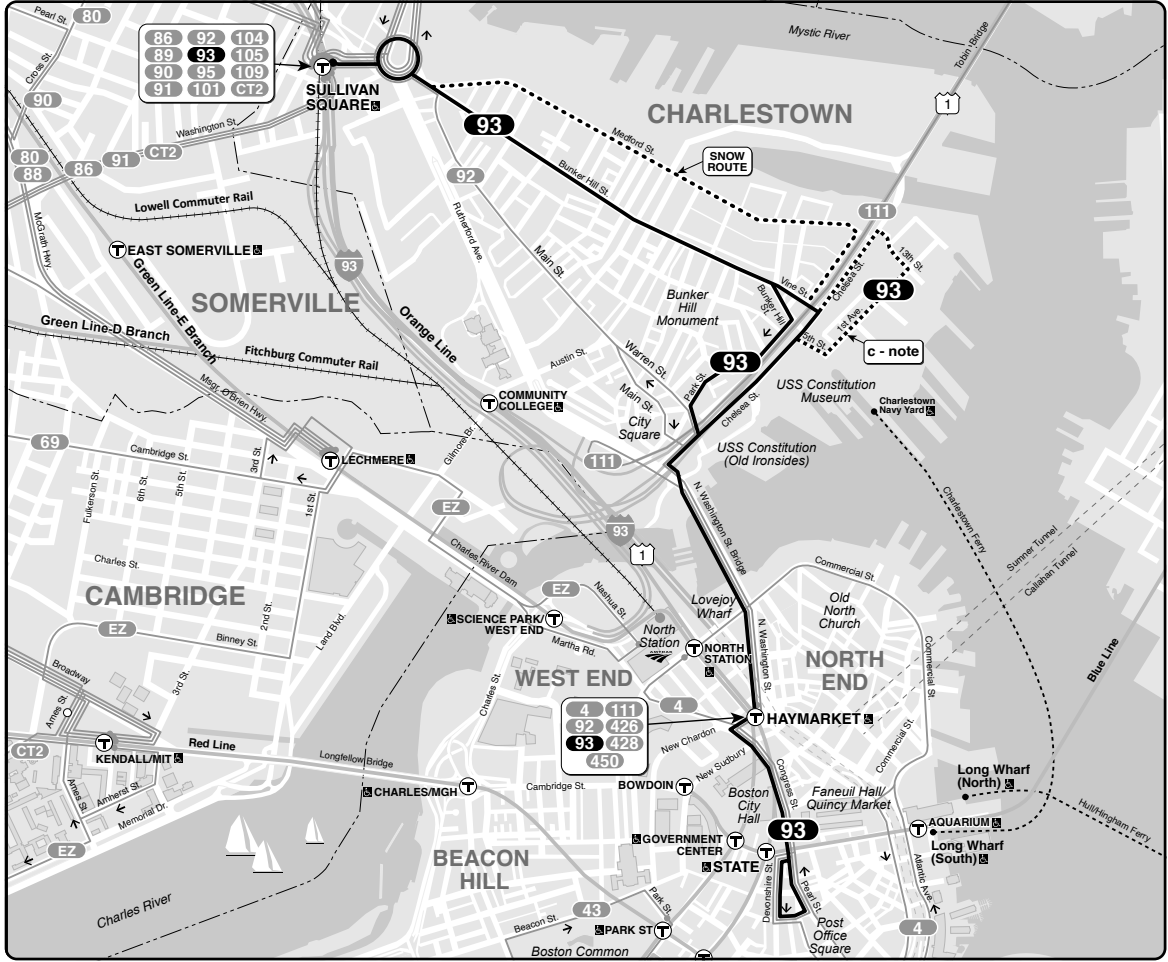 Pearl St.
80
86 92 104
89 93 105
90 95 109
91 101 CT2
SULLIVAN
SQUARE
Mystic River
Tobin Bridge
1
Cross St.
90
Washington St.
CT2
91
86
80
88
93
CHARLESTOWN
Medford St.
SNOW
ROUTE
Bunker Hill St.
92
111
Lowell Commuter Rail
McGrath Hwy.
Rutherford Ave.
EAST SOMERVILLE
93
Main St.
13th St.
Chelsea St.
Vine St.
93
Green Line-E Branch
SOMERVILLE
Bunker
Hill
Monument
Bunker Hill
St.
1st Ave.
5th St.
c - note
Green Line-D Branch
Orange Line
Fitchburg Commuter Rail
Austin St.
Warren St.
93
Park St.
Msgr. O'Brien Hwy.
COMMUNITY
COLLEGE
Main St.
City
Square
Chelsea St.
USS Constitution
Museum
Charlestown
Navy Yard
USS Constitution
(Old Ironsides)
69
Cambridge St.
3rd St.
LECHMERE
Gilmore Br.
111
Fulkerson St.
6th St.
5th St.
1st St.
EZ
N. Washington St. Bridge
Charlestown Ferry
93
1
Sumner Tunnel
Callahan Tunnel
Charles St.
Charles River Dam
Commercial St.
CAMBRIDGE
EZ
Nashua St.
Lovejoy
Wharf
Old
North
Church
2nd St.
Land Blvd.
SCIENCE PARK/
WEST END
EZ
Binney St.
Martha Rd.
North
Station
NORTH
STATION
N. Washington St.
NORTH
END
Commercial St.
Blue Line
Broadway
3rd St.
WEST END
Charles St.
4 111
92 426
93 428
450
4
HAYMARKET
Ames St.
CT2
KENDALL/MIT
Red Line
Longfellow Bridge
New Chardon
New Sudbury
Commercial St.
Ames St.
Amherst St.
Memorial Dr.
CHARLES/MGH
Cambridge St.
BOWDOIN
Boston
City
Hall
Congress St.
Faneuil Hall/
Quincy Market
Long Wharf
(North)
Hull/Hingham Ferry
EZ
GOVERNMENT
CENTER
93
AQUARIUM
Long Wharf
(South)
BEACON
HILL
STATE
Devonshire St.
Pearl St.
Atlantic Ave.
Charles River
Park St.
43
Beacon St.
PARK ST
Post
Office
Square
4
Boston Common